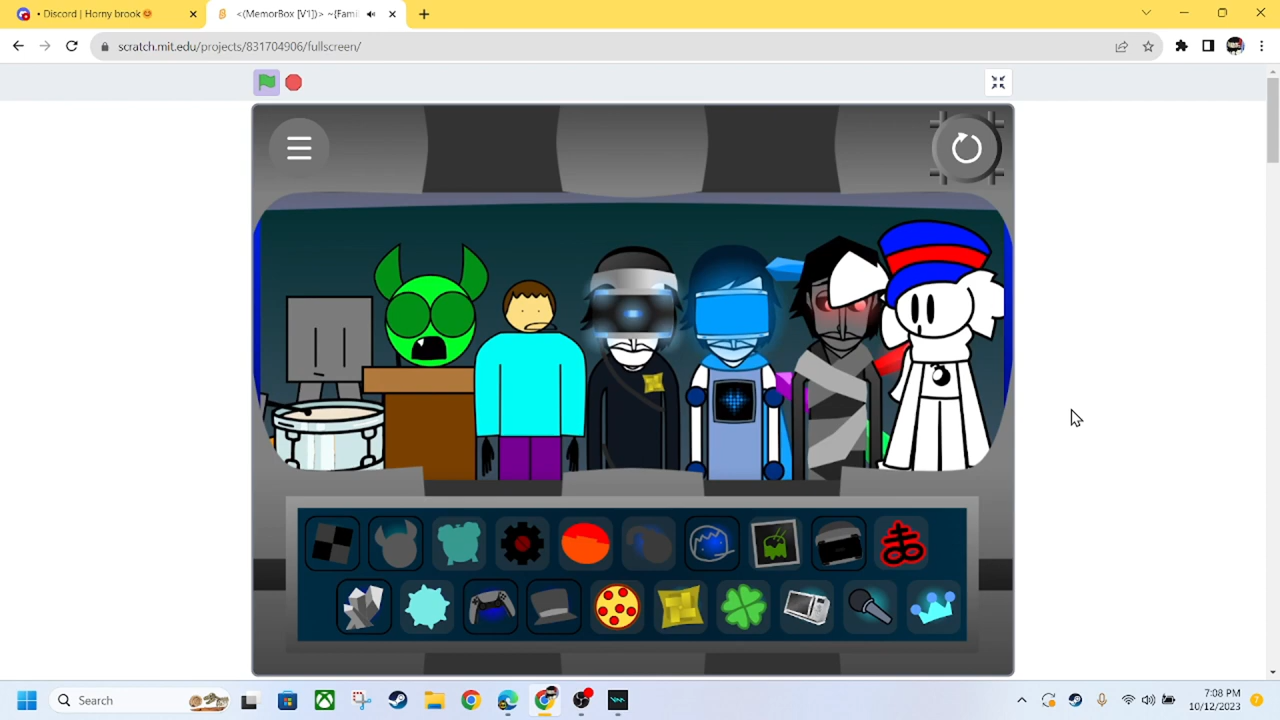 Discord | Horny brook
<(MemorBox [V1])> ~{Fami
scratch.mit.edu/projects/831704906/fullscreen/
Search
7:08 PM
10/12/2023
7